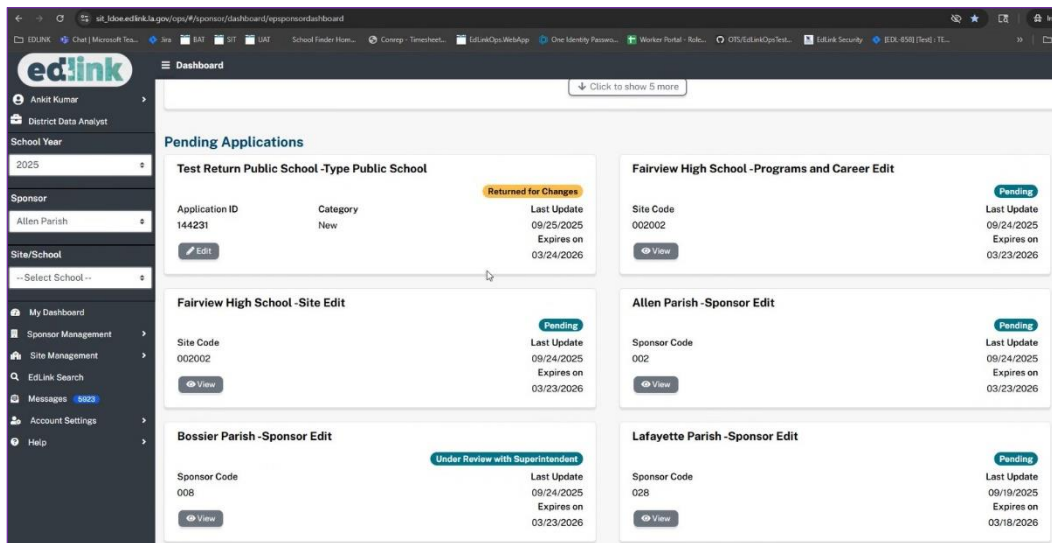 sit_ldoe.edlink.la.gov/ops/#/sponsor/dashboard/epsponsordashboard
EDLINK
Chat | Microsoft Tea...
Jira
BAT
SIT
UAT
School Finder Hom...
Conrep - Timesheet...
EdLinkOps.WebApp
One Identity Passwo...
Worker Portal - Role...
OTS/EdLinkOpsTest...
EdLink Security
[EDL-858] [Test] : TE...
»
edlink
Dashboard
Ankit Kumar
District Data Analyst
School Year
2025
Sponsor
Allen Parish
Site/School
--Select School--
My Dashboard
Sponsor Management
Site Management
EdLink Search
Messages 5923
Account Settings
Help
Click to show 5 more
Pending Applications
Test Return Public School -Type Public School
Returned for Changes
Application ID Category Last Update
144231 New 09/25/2025
Expires on
Edit 03/24/2026
Fairview High School -Programs and Career Edit
Pending
Site Code Last Update
002002 09/24/2025
Expires on
View 03/23/2026
Fairview High School -Site Edit
Pending
Site Code Last Update
002002 09/24/2025
Expires on
View 03/23/2026
Allen Parish -Sponsor Edit
Pending
Sponsor Code Last Update
002 09/24/2025
Expires on
View 03/23/2026
Bossier Parish -Sponsor Edit
Under Review with Superintendent
Sponsor Code Last Update
008 09/24/2025
Expires on
View 03/23/2026
Lafayette Parish -Sponsor Edit
Pending
Sponsor Code Last Update
028 09/19/2025
Expires on
View 03/18/2026